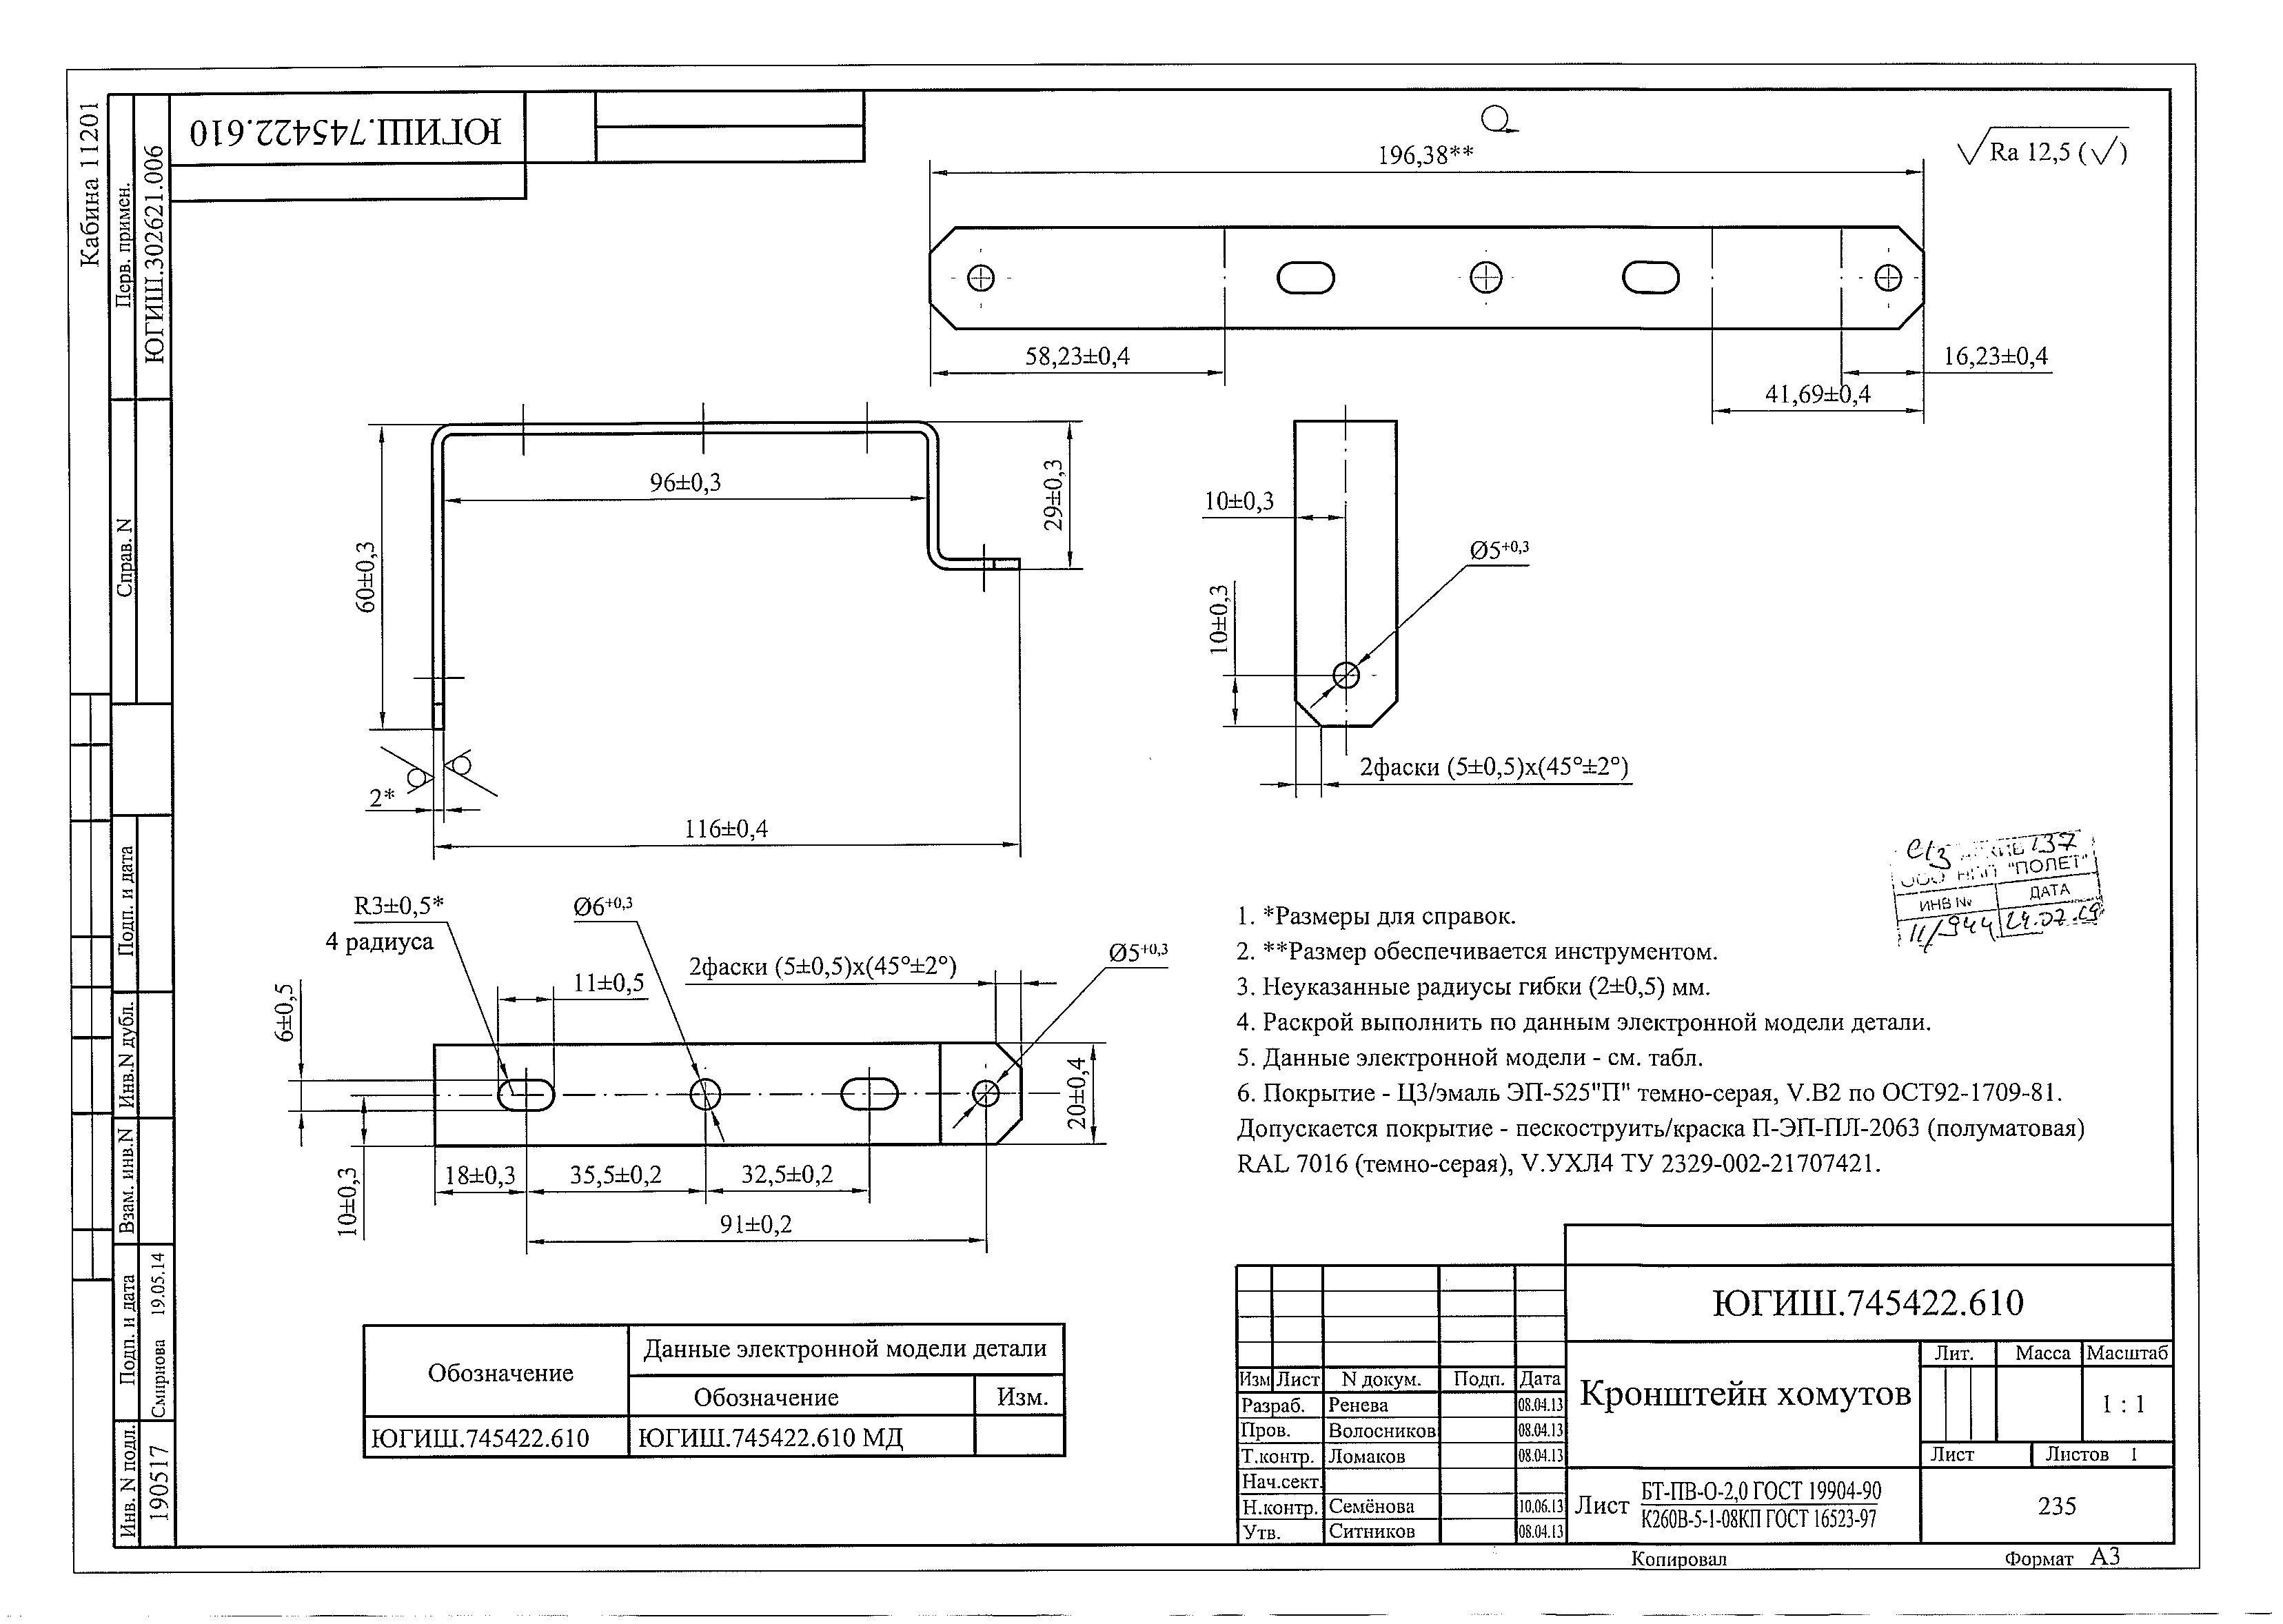 Кабина 11201
Перв. примен.
ЮГИШ.302621.006
Справ. N
Подп. и дата
Инв.N дубл.
Взам. инв.N
Подп. и дата
Смирнова 19.05.14
Инв. N подл.
190517
ЮГИШ.745422.610
196,38**
Ra 12,5 (√)
58,23±0,4
16,23±0,4
41,69±0,4
96±0,3
29±0,3
60±0,3
2*
116±0,4
10±0,3
Ø5+0,3
10±0,3
2фаски (5±0,5)x(45°±2°)
R3±0,5*
4 радиуса
Ø6+0,3
11±0,5
2фаски (5±0,5)x(45°±2°)
Ø5+0,3
6±0,5
20±0,4
10±0,3
18±0,3
35,5±0,2
32,5±0,2
91±0,2
137
ООО НПП "ПОЛЕТ"
ИНВ № ДАТА
11/944 24.07.19
1. *Размеры для справок.
2. **Размер обеспечивается инструментом.
3. Неуказанные радиусы гибки (2±0,5) мм.
4. Раскрой выполнить по данным электронной модели детали.
5. Данные электронной модели - см. табл.
6. Покрытие - Ц3/эмаль ЭП-525"П" темно-серая, V.B2 по ОСТ92-1709-81.
Допускается покрытие - пескоструить/краска П-ЭП-ПЛ-2063 (полуматовая)
RAL 7016 (темно-серая), V.УХЛ4 ТУ 2329-002-21707421.
Обозначение
Данные электронной модели детали
Обозначение Изм.
ЮГИШ.745422.610 ЮГИШ.745422.610 МД
ЮГИШ.745422.610
Изм Лист N докум. Подп. Дата
Разраб. Ренева 08.04.13
Пров. Волосников 08.04.13
Т.контр. Ломаков 08.04.13
Нач.сект.
Н.контр. Семёнова 10.06.13
Утв. Ситников 08.04.13
Кронштейн хомутов
Лит. Масса Масштаб
1 : 1
Лист Листов 1
Лист БТ-ПВ-О-2,0 ГОСТ 19904-90
К260В-5-1-08КП ГОСТ 16523-97
235
Копировал Формат А3